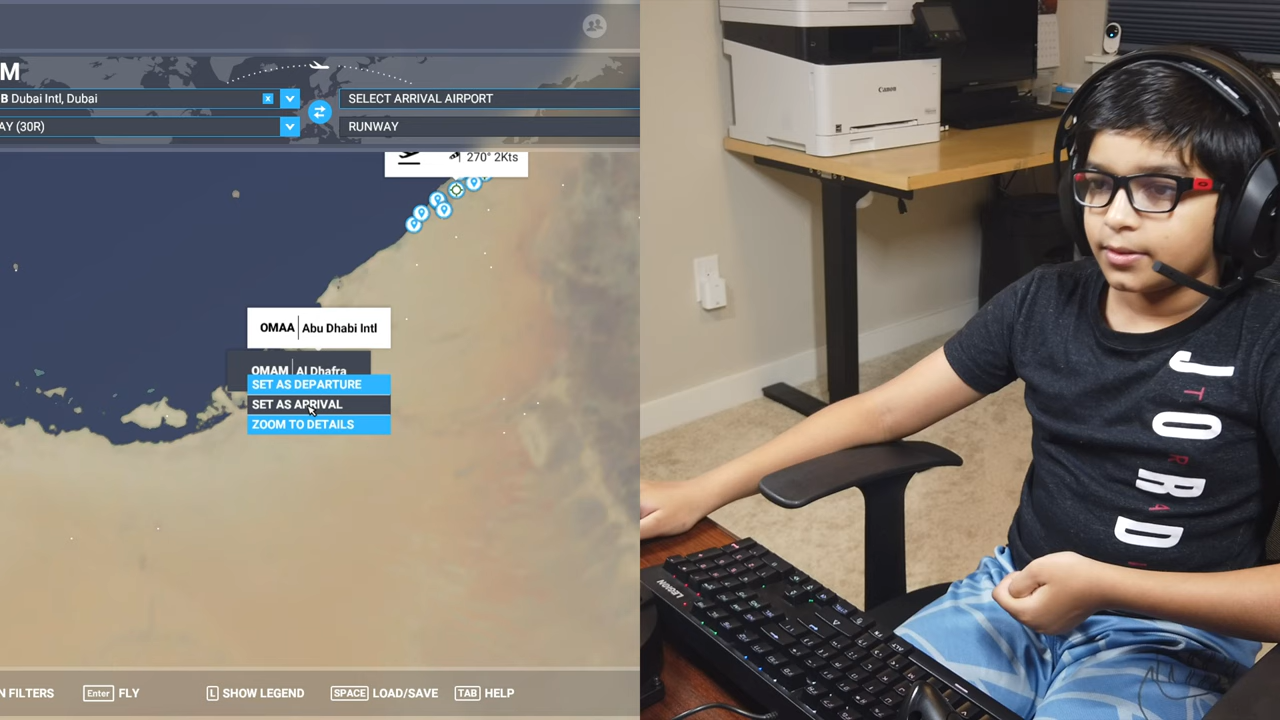 M
B Dubai Intl, Dubai
x
SELECT ARRIVAL AIRPORT
AY (30R)
RUNWAY
270° 2Kts
OMAA Abu Dhabi Intl
OMAM Al Dhafra
SET AS DEPARTURE
SET AS ARRIVAL
ZOOM TO DETAILS
N FILTERS
Enter FLY
L SHOW LEGEND
SPACE LOAD/SAVE
TAB HELP
Canon
LEGION
J
T
O
R
R
A
D